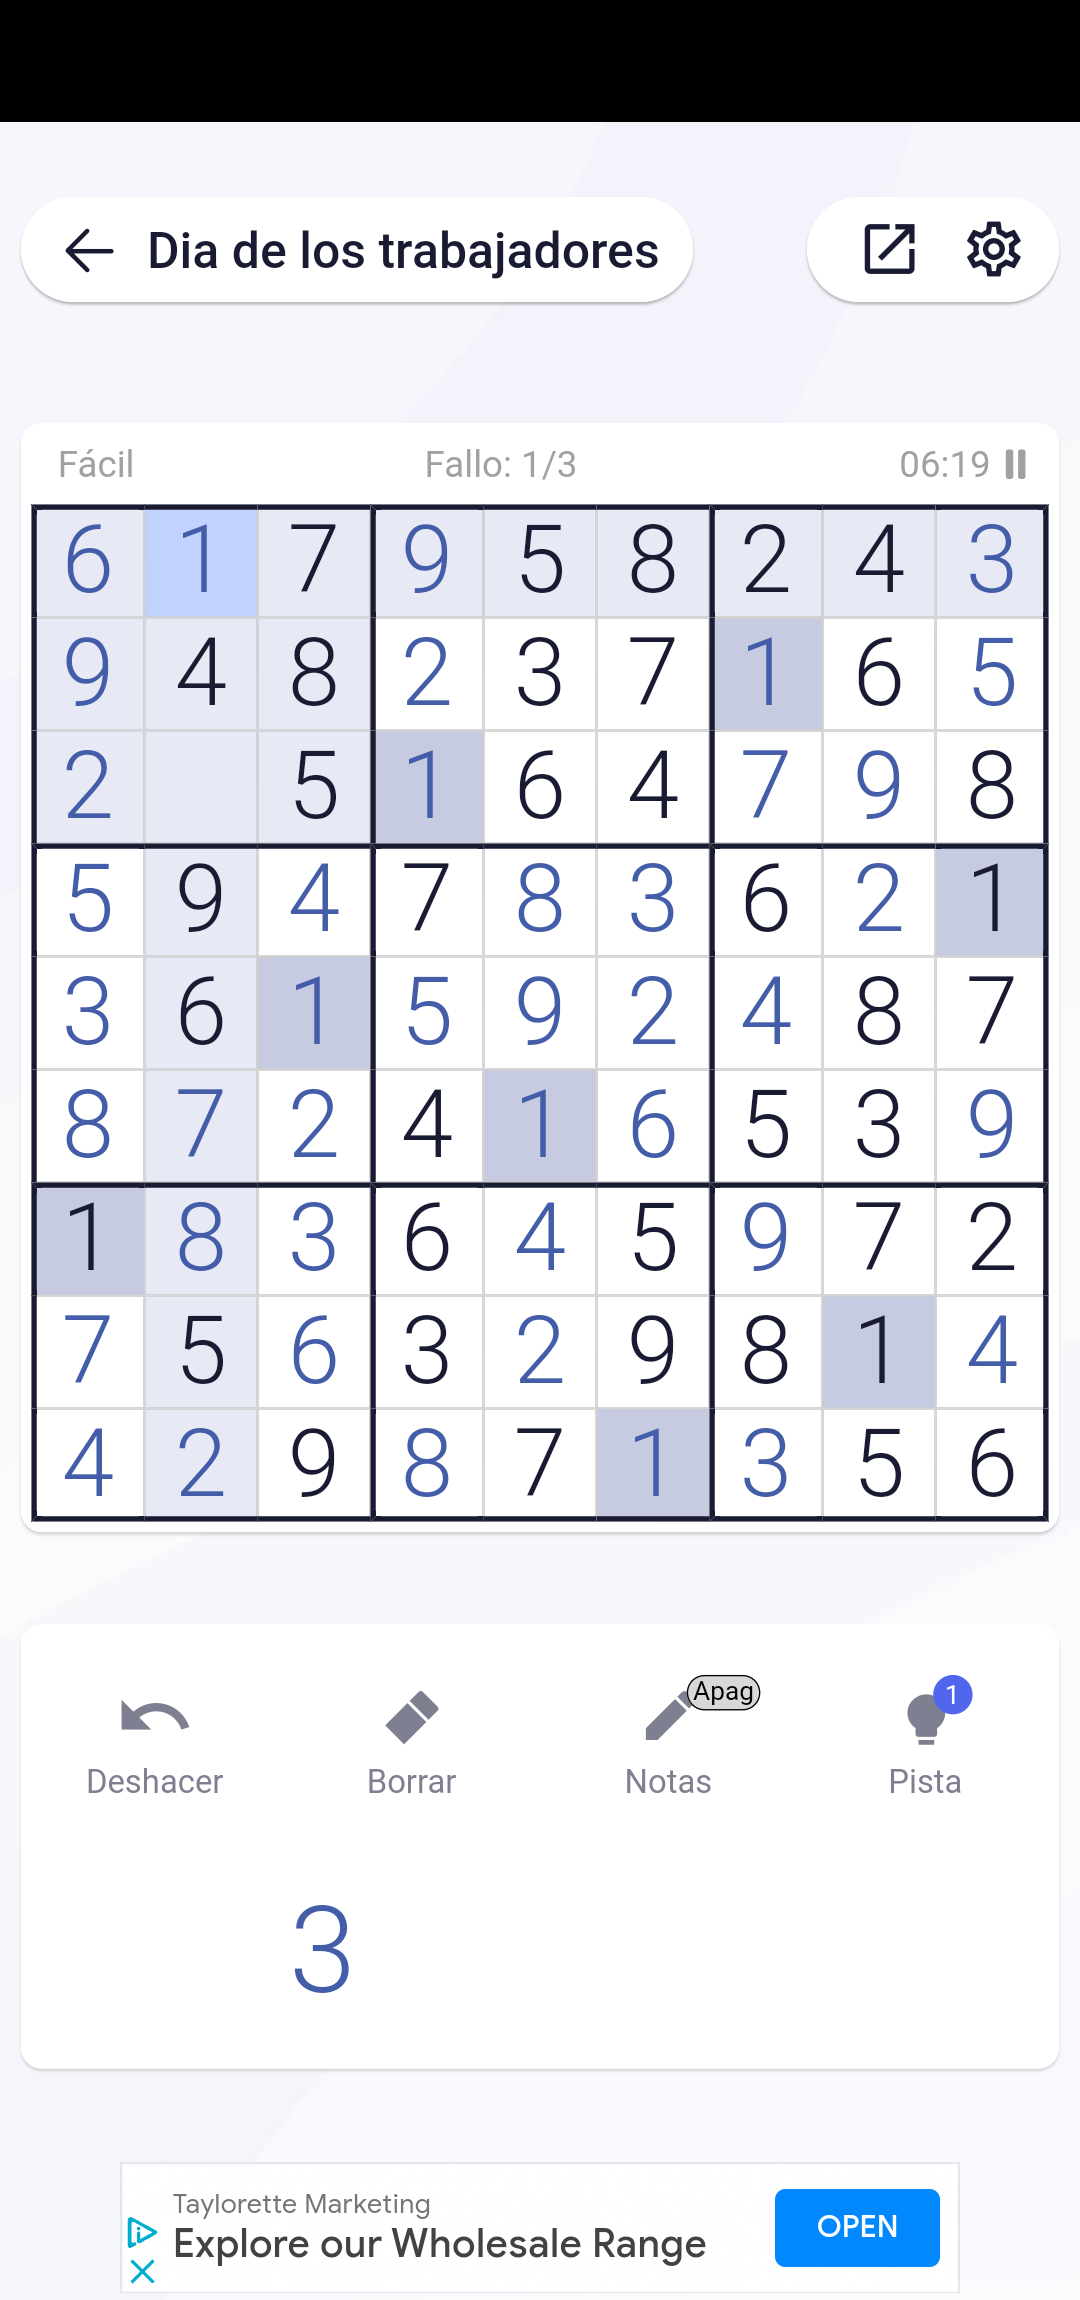 Dia de los trabajadores
Fácil Fallo: 1/3 06:19
6 1 7 9 5 8 2 4 3
9 4 8 2 3 7 1 6 5
2 5 1 6 4 7 9 8
5 9 4 7 8 3 6 2 1
3 6 1 5 9 2 4 8 7
8 7 2 4 1 6 5 3 9
1 8 3 6 4 5 9 7 2
7 5 6 3 2 9 8 1 4
4 2 9 8 7 1 3 5 6
Apag 1
Deshacer Borrar Notas Pista
3
Taylorette Marketing
Explore our Wholesale Range
OPEN